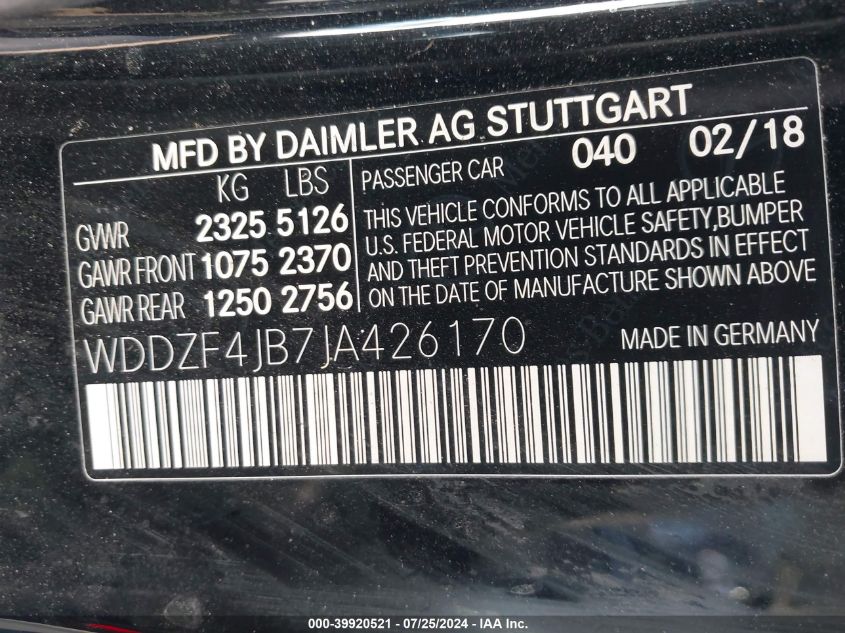 MFD BY DAIMLER AG STUTTGART
KG LBS
GVWR 2325 5126
GAWR FRONT 1075 2370
GAWR REAR 1250 2756
PASSENGER CAR 040 02/18
THIS VEHICLE CONFORMS TO ALL APPLICABLE
U.S. FEDERAL MOTOR VEHICLE SAFETY,BUMPER
AND THEFT PREVENTION STANDARDS IN EFFECT
ON THE DATE OF MANUFACTURE SHOWN ABOVE
WDDZF4JB7JA426170
MADE IN GERMANY
000-39920521 - 07/25/2024 - IAA Inc.